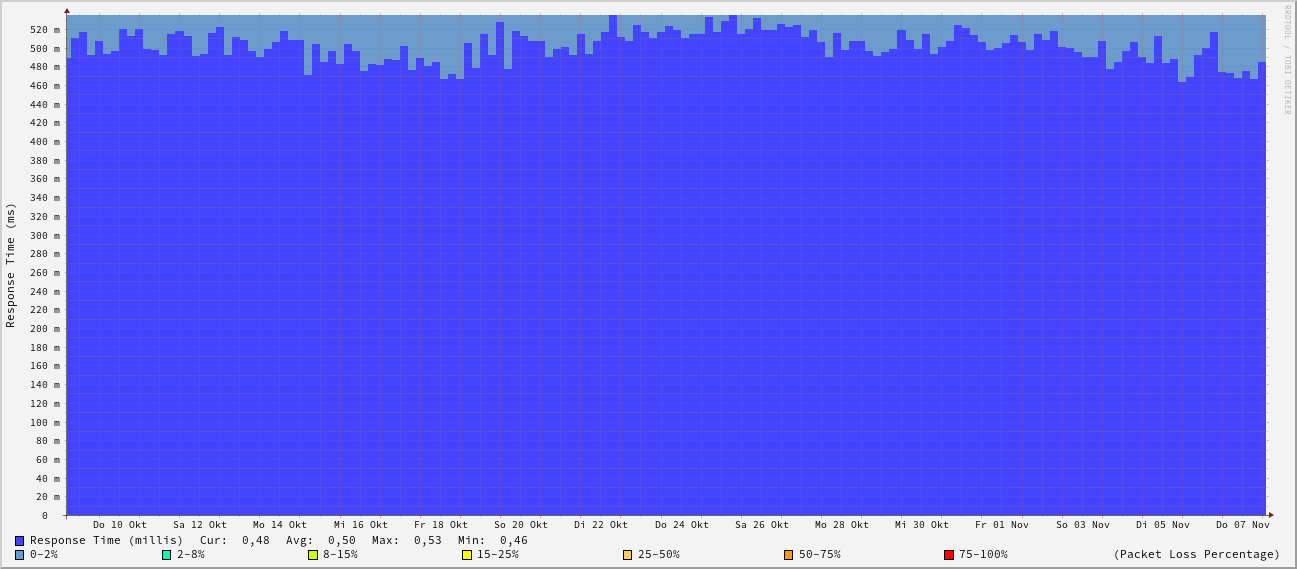 RRDTOOL / TOBI OETIKER
Response Time (ms)
520 m
500 m
480 m
460 m
440 m
420 m
400 m
380 m
360 m
340 m
320 m
300 m
280 m
260 m
240 m
220 m
200 m
180 m
160 m
140 m
120 m
100 m
80 m
60 m
40 m
20 m
0
Do 10 Okt Sa 12 Okt Mo 14 Okt Mi 16 Okt Fr 18 Okt So 20 Okt Di 22 Okt Do 24 Okt Sa 26 Okt Mo 28 Okt Mi 30 Okt Fr 01 Nov So 03 Nov Di 05 Nov Do 07 Nov
Response Time (millis) Cur: 0,48 Avg: 0,50 Max: 0,53 Min: 0,46
0-2% 2-8% 8-15% 15-25% 25-50% 50-75% 75-100% (Packet Loss Percentage)